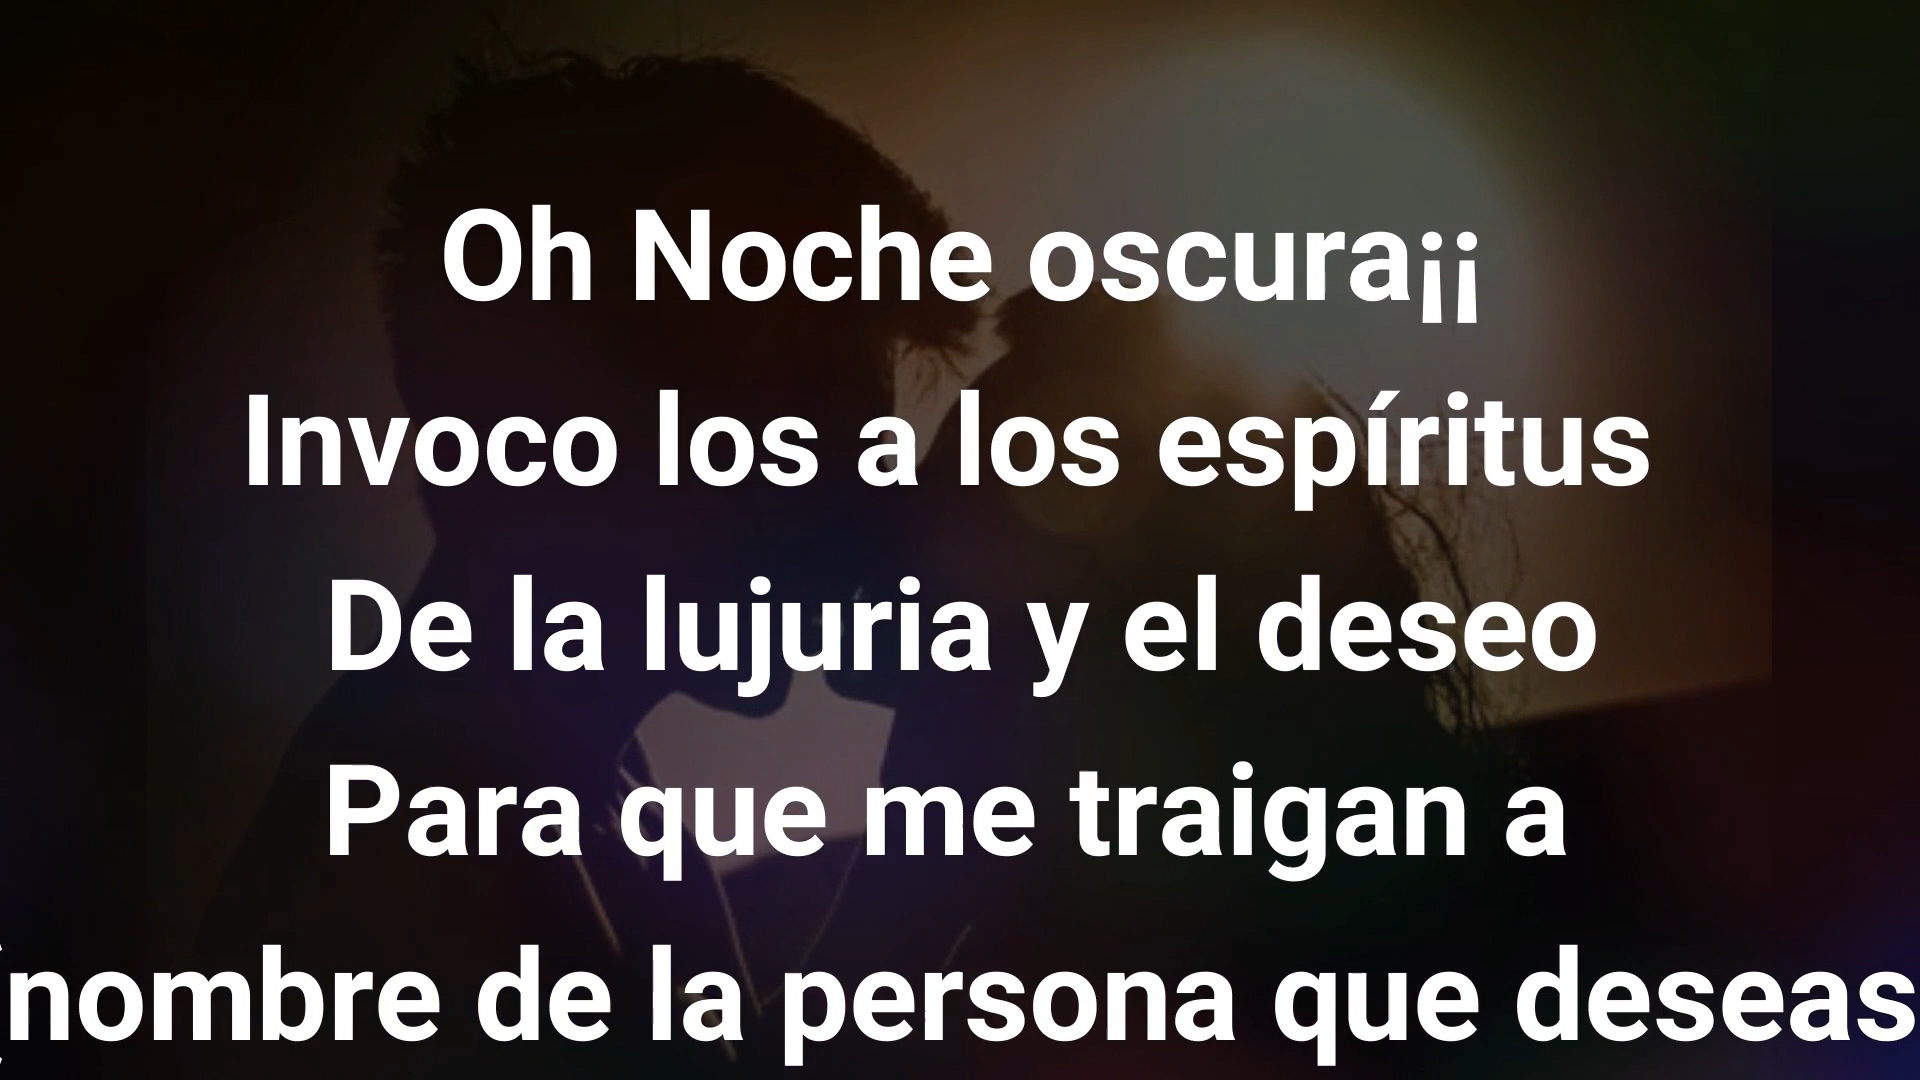 Oh Noche oscura¡¡
Invoco los a los espíritus
De la lujuria y el deseo
Para que me traigan a
(nombre de la persona que deseas